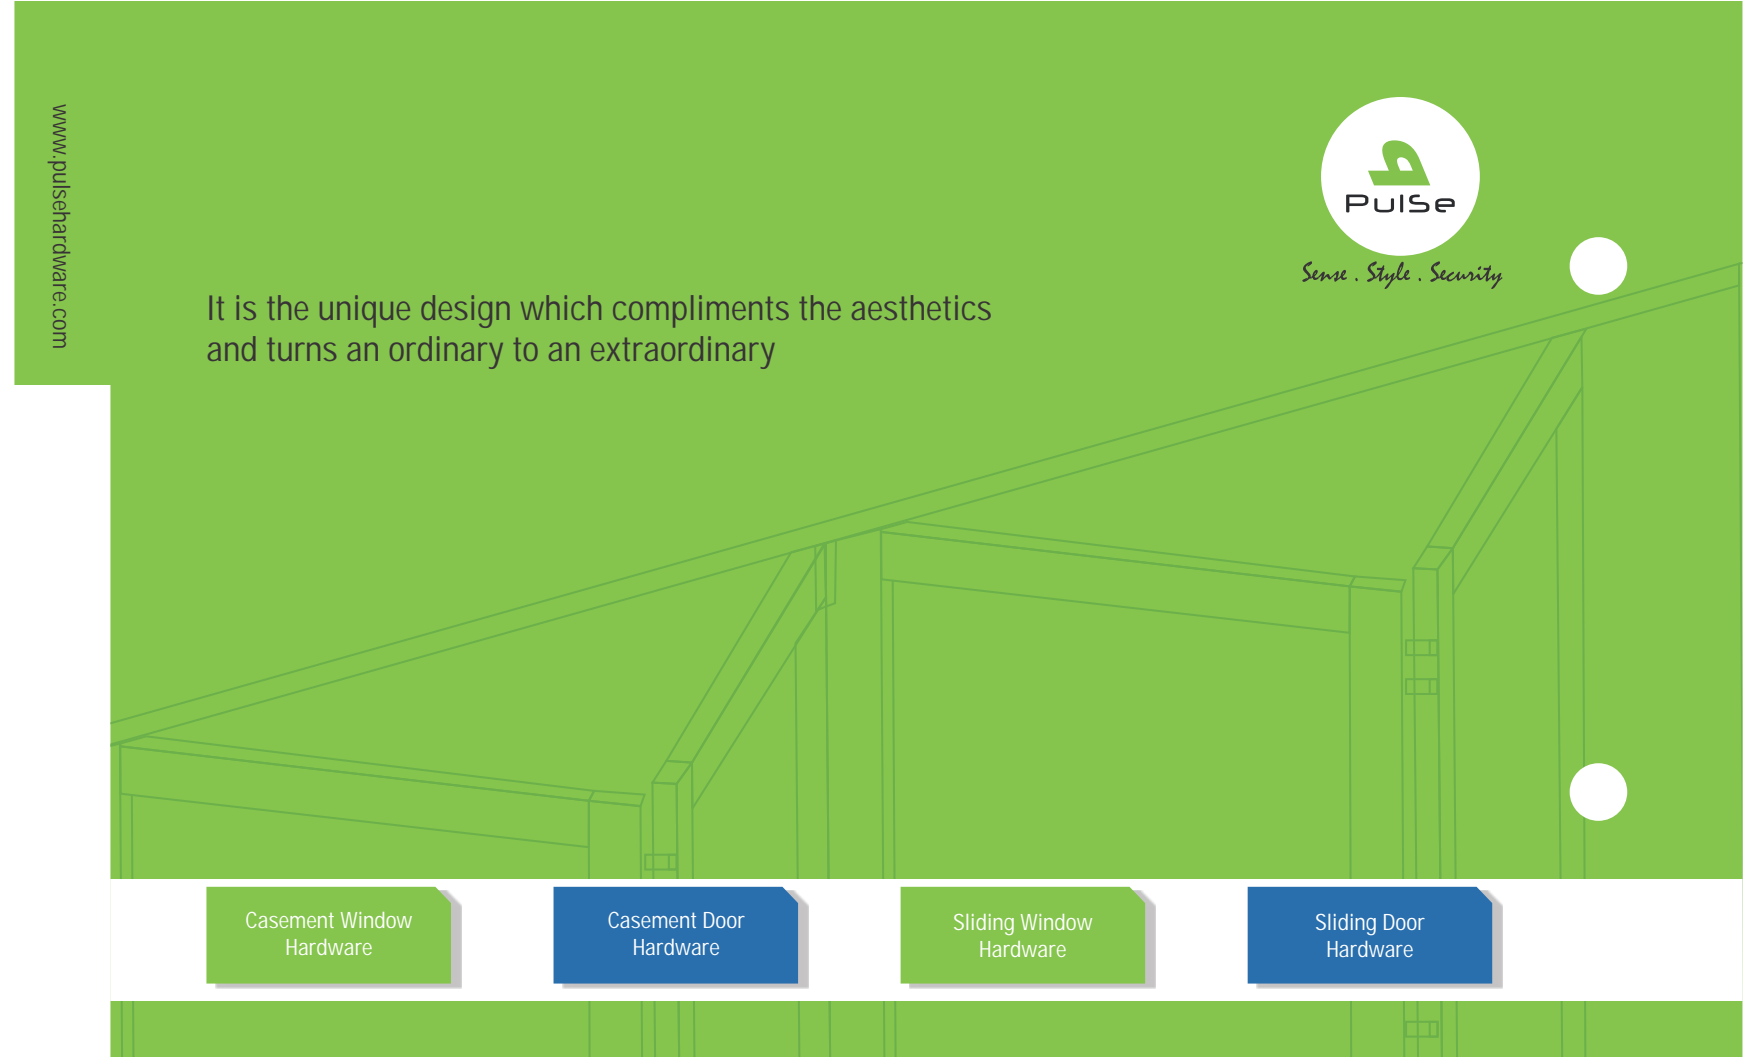 www.pulsehardware.com
PulSe
Sense . Style . Security
It is the unique design which compliments the aesthetics
and turns an ordinary to an extraordinary
Casement Window
Hardware
Casement Door
Hardware
Sliding Window
Hardware
Sliding Door
Hardware